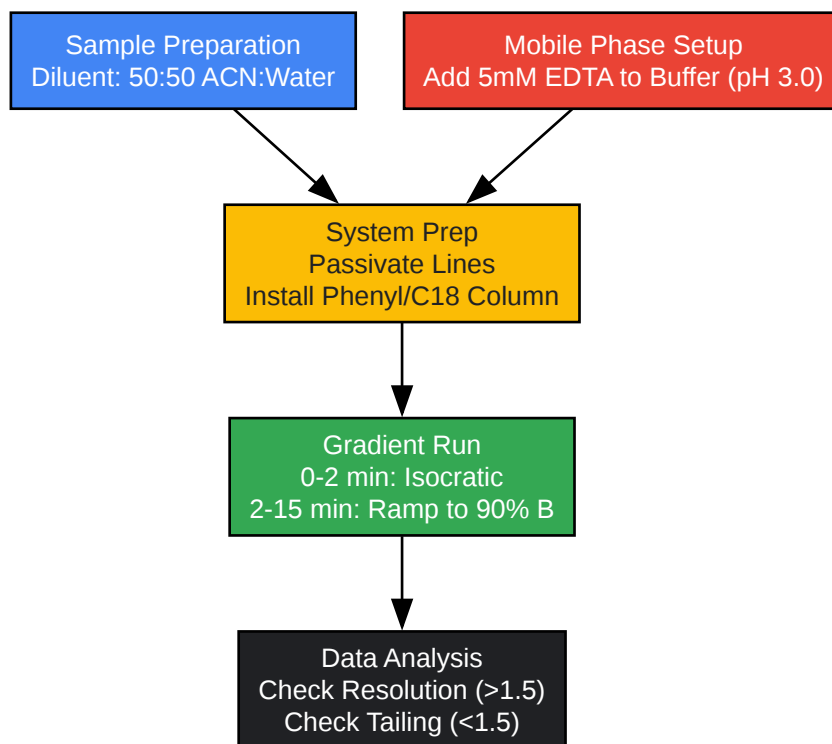 Sample Preparation
Diluent: 50:50 ACN:Water
Mobile Phase Setup
Add 5mM EDTA to Buffer (pH 3.0)
System Prep
Passivate Lines
Install Phenyl/C18 Column
Gradient Run
0-2 min: Isocratic
2-15 min: Ramp to 90% B
Data Analysis
Check Resolution (>1.5)
Check Tailing (<1.5)